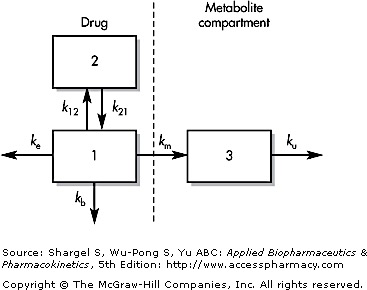 Drug
Metabolite
compartment
2
k12 k21
ke
1
km
3
ku
kb
Source: Shargel S, Wu-Pong S, Yu ABC: Applied Biopharmaceutics &
Pharmacokinetics, 5th Edition: http://www.accesspharmacy.com
Copyright © The McGraw-Hill Companies, Inc. All rights reserved.